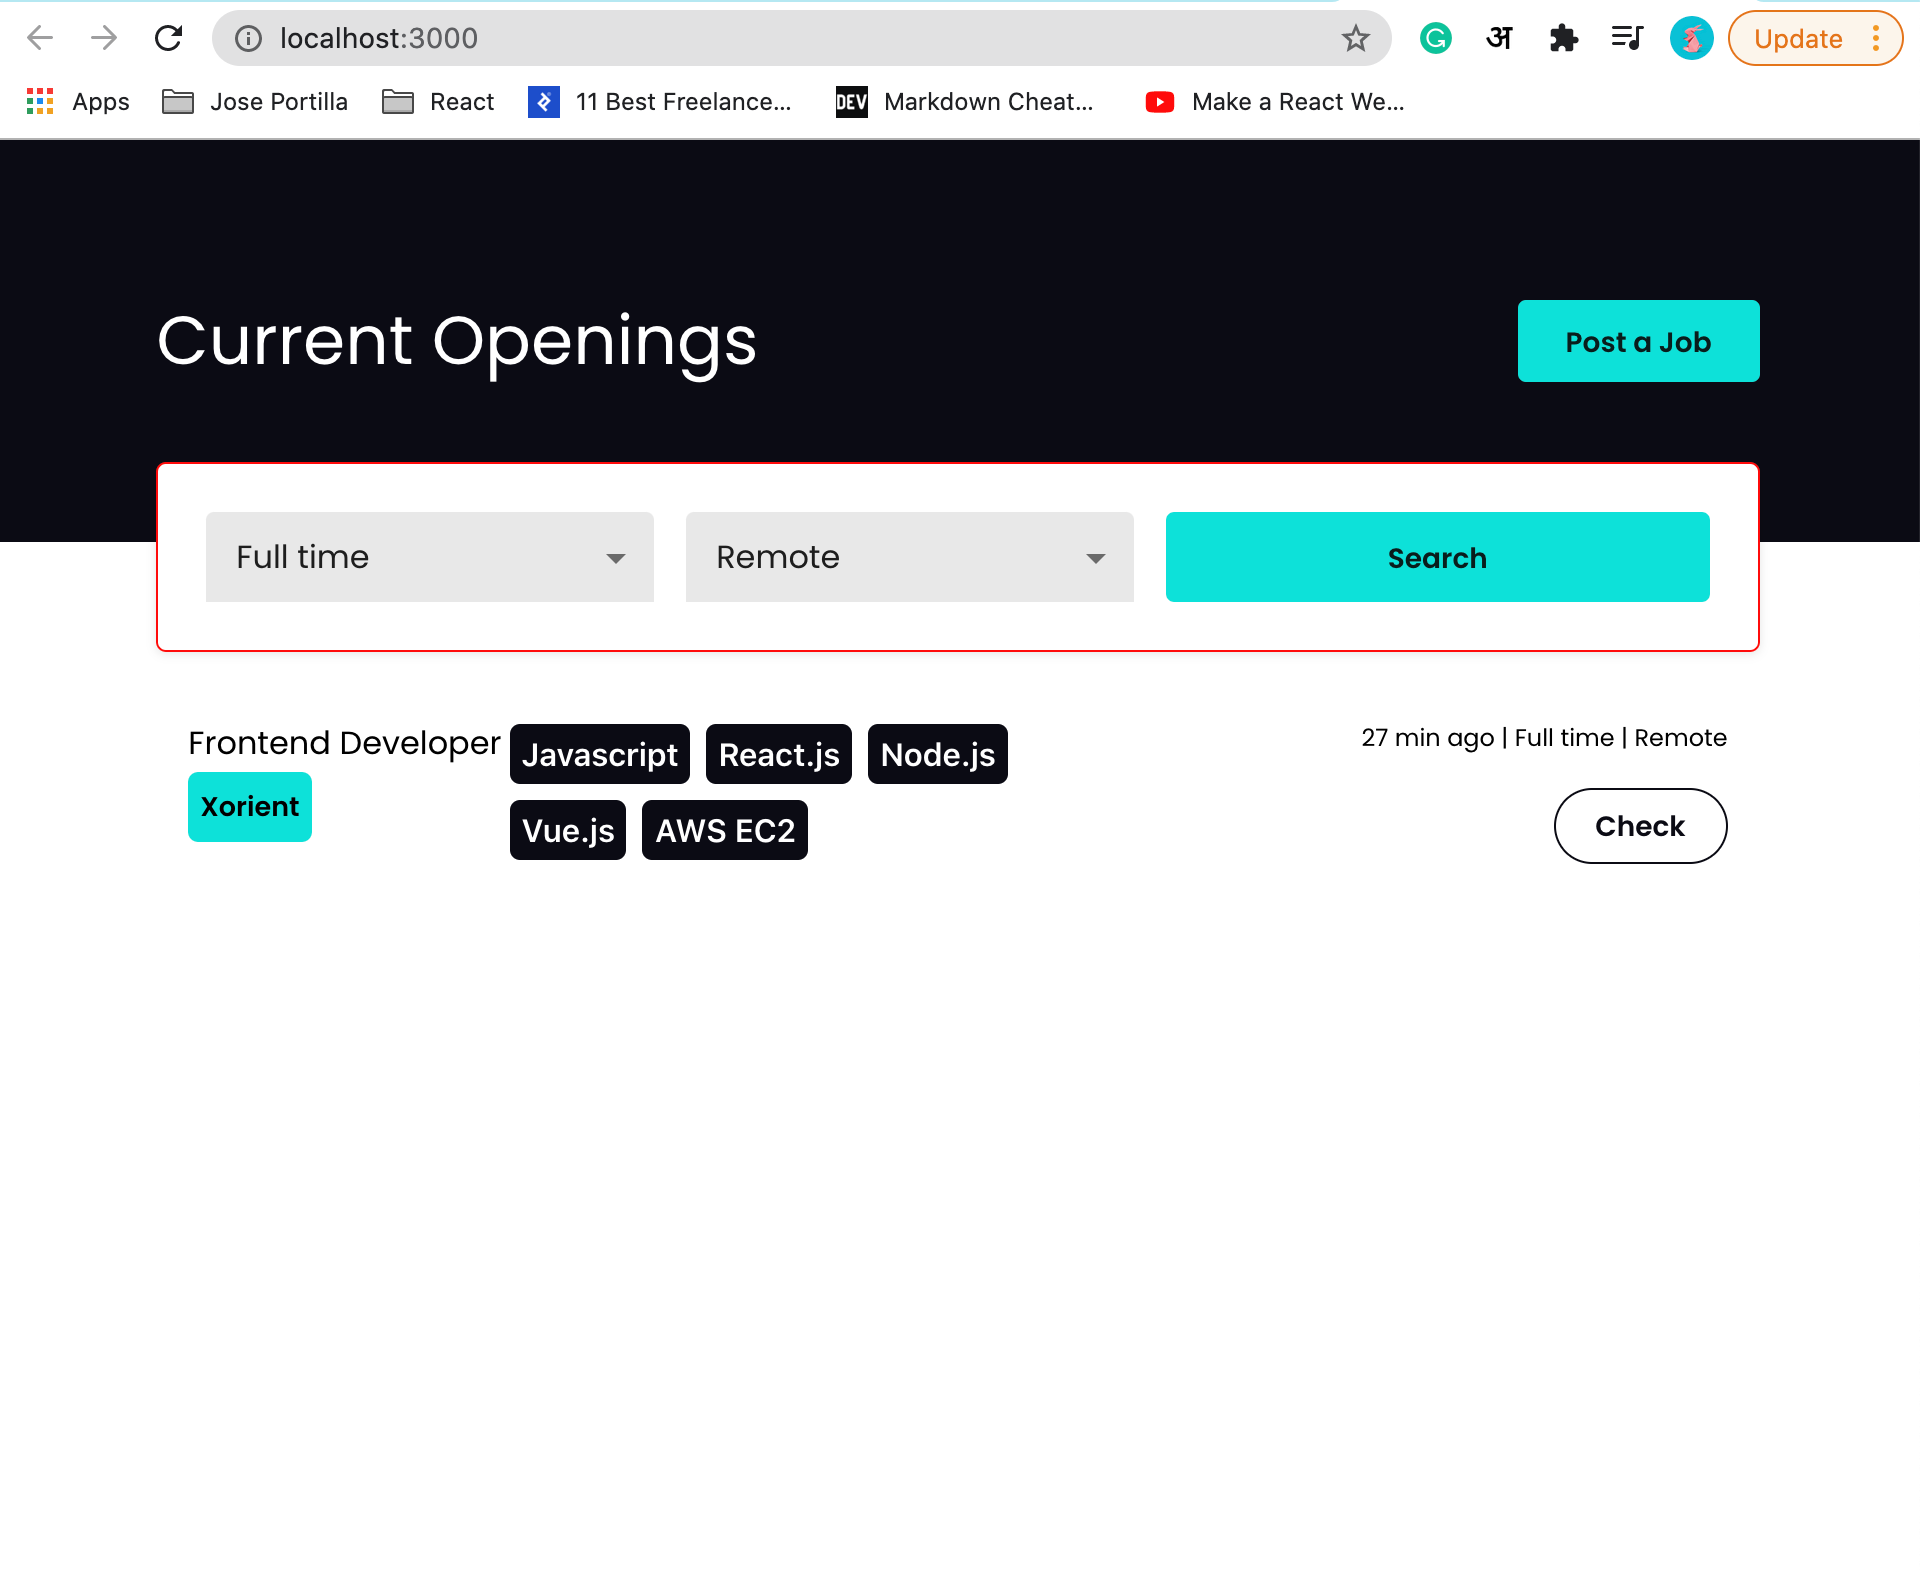 localhost:3000
अ
Update
Apps
Jose Portilla
React
11 Best Freelance...
DEV
Markdown Cheat...
Make a React We...
Current Openings
Post a Job
Full time
Remote
Search
Frontend Developer
Xorient
Javascript React.js Node.js
Vue.js AWS EC2
27 min ago | Full time | Remote
Check